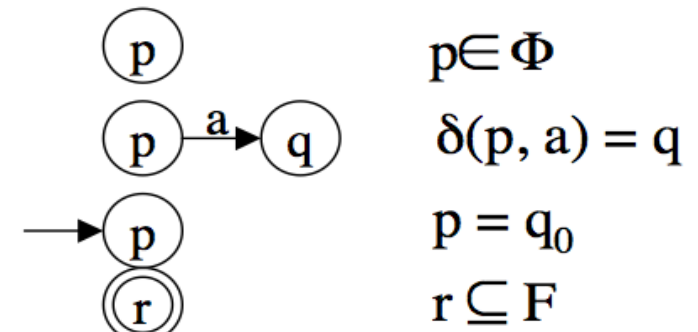 p p∈Φ
p a q δ(p, a) = q
p p = q₀
r r ⊆ F